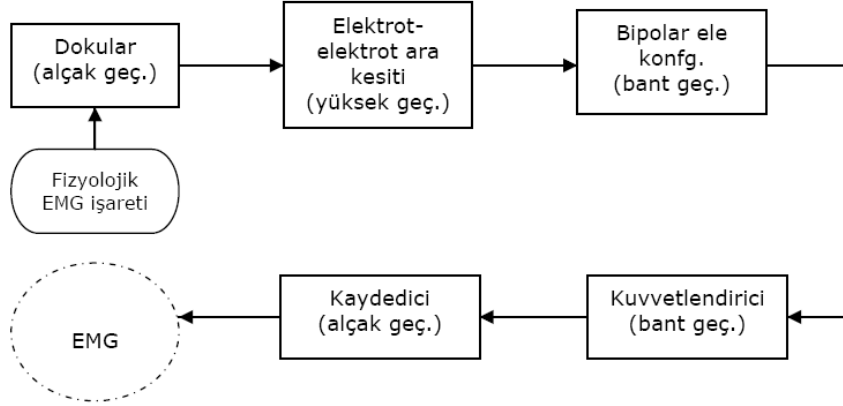 Dokular
(alçak geç.)
Elektrot-
elektrot ara
kesiti
(yüksek geç.)
Bipolar ele
konfg.
(bant geç.)
Fizyolojik
EMG işareti
EMG
Kaydedici
(alçak geç.)
Kuvvetlendirici
(bant geç.)